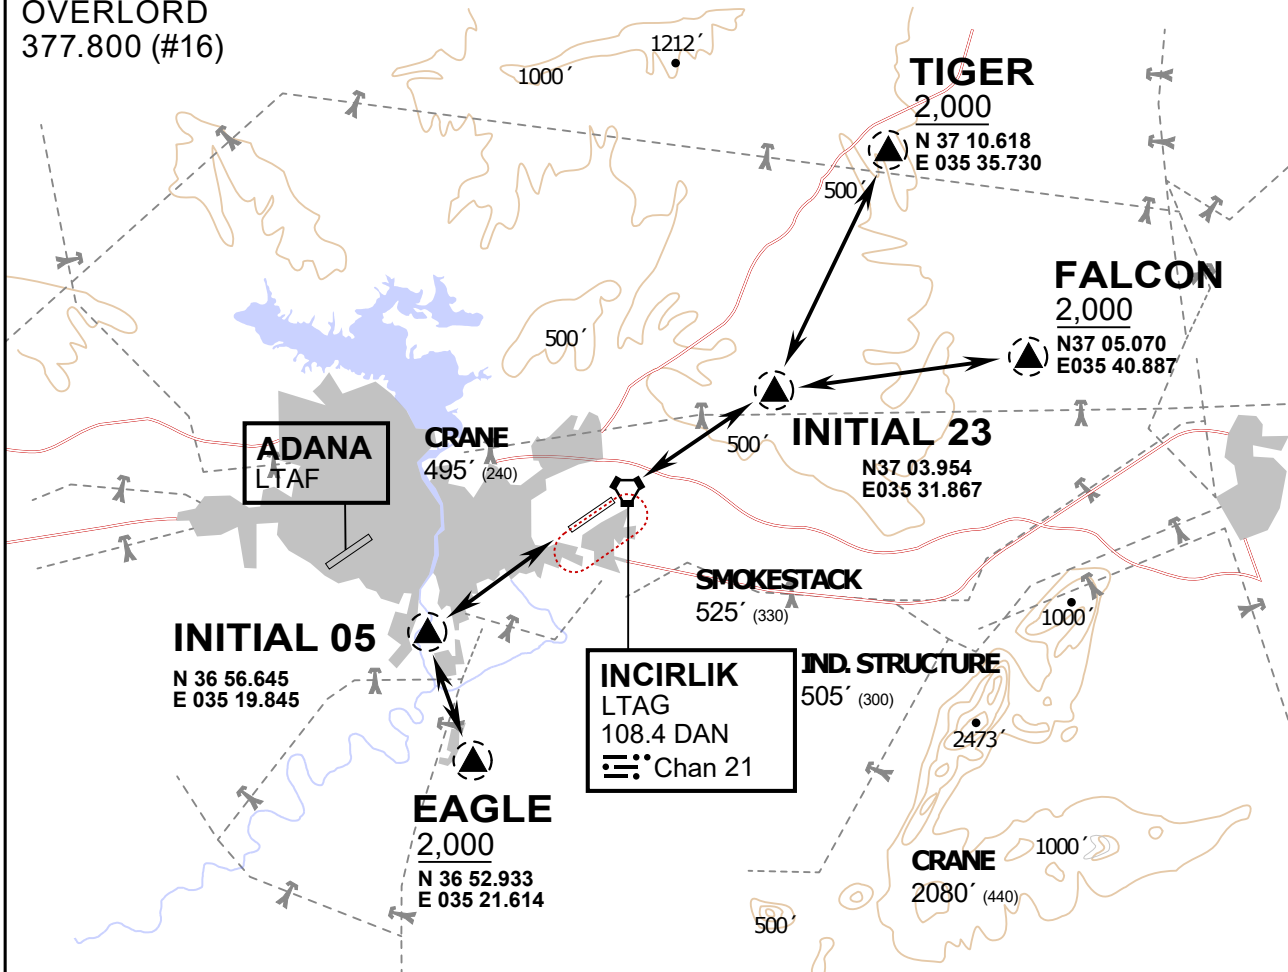 OVERLORD
377.800 (#16)
1212´
1000´
TIGER
2,000
N 37 10.618
E 035 35.730
500´
FALCON
2,000
N37 05.070
E035 40.887
500´
ADANA
LTAF
CRANE
495´ (240)
500´
INITIAL 23
N37 03.954
E035 31.867
SMOKESTACK
525´ (330)
1000´
INITIAL 05
N 36 56.645
E 035 19.845
INCIRLIK
LTAG
108.4 DAN
Chan 21
IND. STRUCTURE
505´ (300)
2473´
EAGLE
2,000
N 36 52.933
E 035 21.614
1000´
CRANE
2080´ (440)
500´